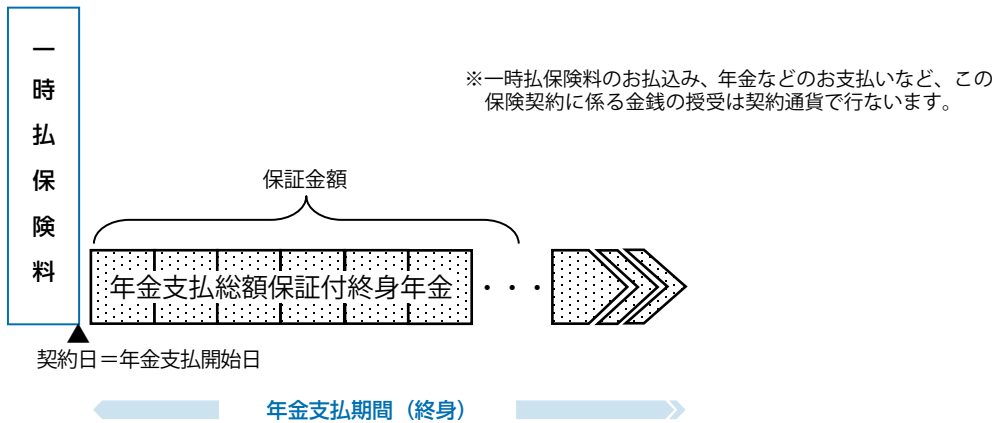 一時払保険料
※一時払保険料のお払込み、年金などのお支払いなど、この
保険契約に係る金銭の授受は契約通貨で行ないます。
保証金額
年金支払総額保証付終身年金
・・・
契約日＝年金支払開始日
年金支払期間（終身）